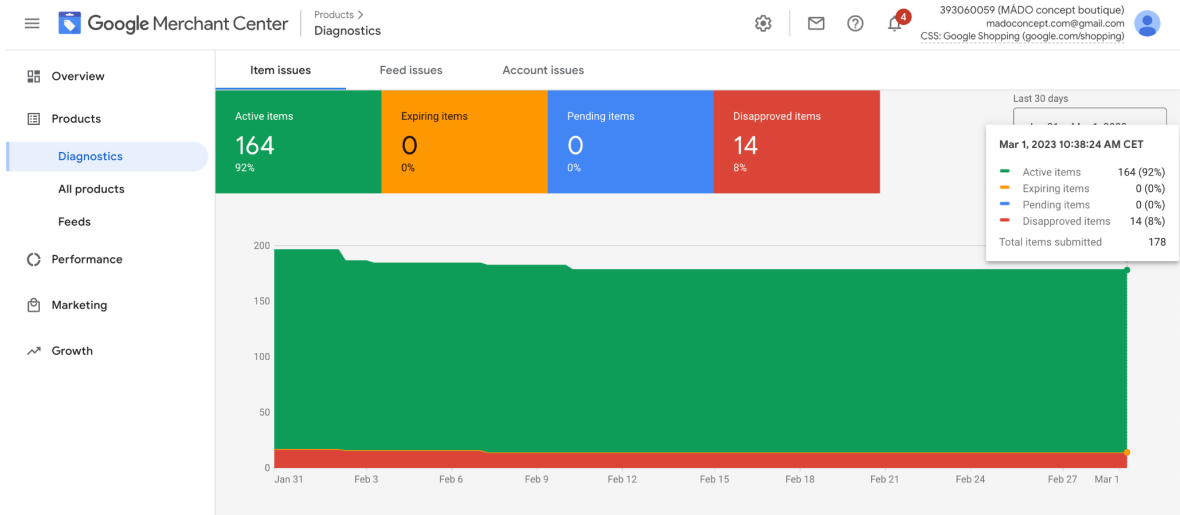 Google Merchant Center
Products >
Diagnostics
4
393060059 (MÁDO concept boutique)
madoconcept.com@gmail.com
CSS: Google Shopping (google.com/shopping)
Overview
Products
Diagnostics
All products
Feeds
Performance
Marketing
Growth
Item issues
Feed issues
Account issues
Active items
164
92%
Expiring items
0
0%
Pending items
0
0%
Disapproved items
14
8%
Last 30 days
Mar 1, 2023 10:38:24 AM CET
Active items 164 (92%)
Expiring items 0 (0%)
Pending items 0 (0%)
Disapproved items 14 (8%)
Total items submitted 178
200
150
100
50
0
Jan 31 Feb 3 Feb 6 Feb 9 Feb 12 Feb 15 Feb 18 Feb 21 Feb 24 Feb 27 Mar 1